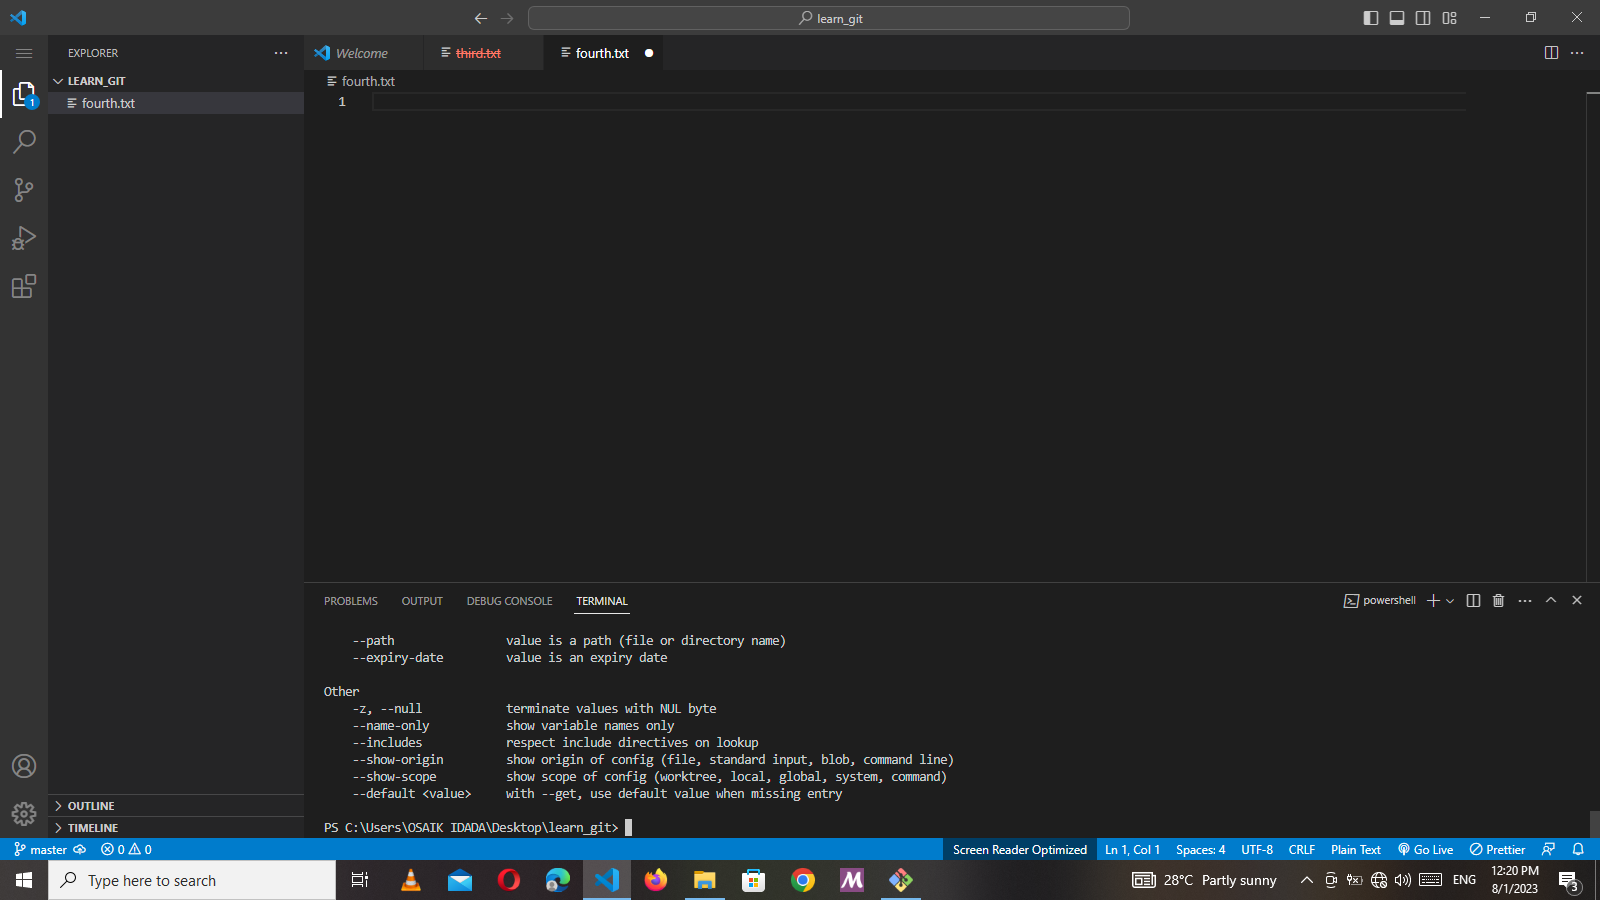 learn_git
EXPLORER
Welcome
third.txt
fourth.txt
LEARN_GIT
fourth.txt
fourth.txt
1
1
PROBLEMS
OUTPUT
DEBUG CONSOLE
TERMINAL
powershell
--path value is a path (file or directory name)
--expiry-date value is an expiry date
Other
-z, --null terminate values with NUL byte
--name-only show variable names only
--includes respect include directives on lookup
--show-origin show origin of config (file, standard input, blob, command line)
--show-scope show scope of config (worktree, local, global, system, command)
--default <value> with --get, use default value when missing entry
PS C:\Users\OSAIK IDADA\Desktop\learn_git>
OUTLINE
TIMELINE
master 0 0 Screen Reader Optimized Ln 1, Col 1 Spaces: 4 UTF-8 CRLF Plain Text Go Live Prettier
Type here to search
28°C Partly sunny
ENG
12:20 PM
8/1/2023
3